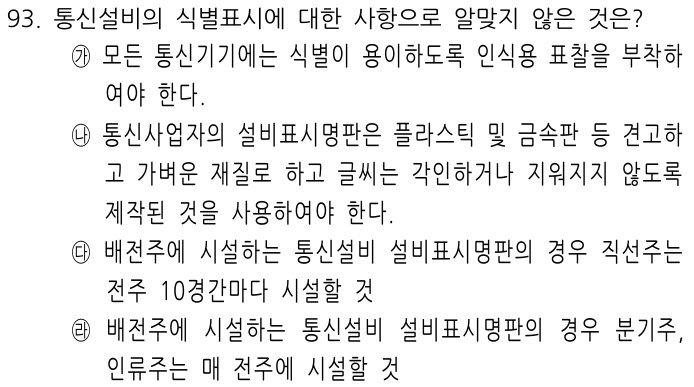 93. 통신설비의 식별표시에 대한 사항으로 알맞지 않은 것은?
㉮ 모든 통신기기에는 식별이 용이하도록 인식용 표찰을 부착하
여야 한다.
㉯ 통신사업자의 설비표시명판은 플라스틱 및 금속판 등 견고하
고 가벼운 재질로 하고 글씨는 각인하거나 지워지지 않도록
제작된 것을 사용하여야 한다.
㉰ 배전주에 시설하는 통신설비 설비표시명판의 경우 직선주는
전주 10경간마다 시설할 것
㉱ 배전주에 시설하는 통신설비 설비표시명판의 경우 분기주,
인류주는 매 전주에 시설할 것